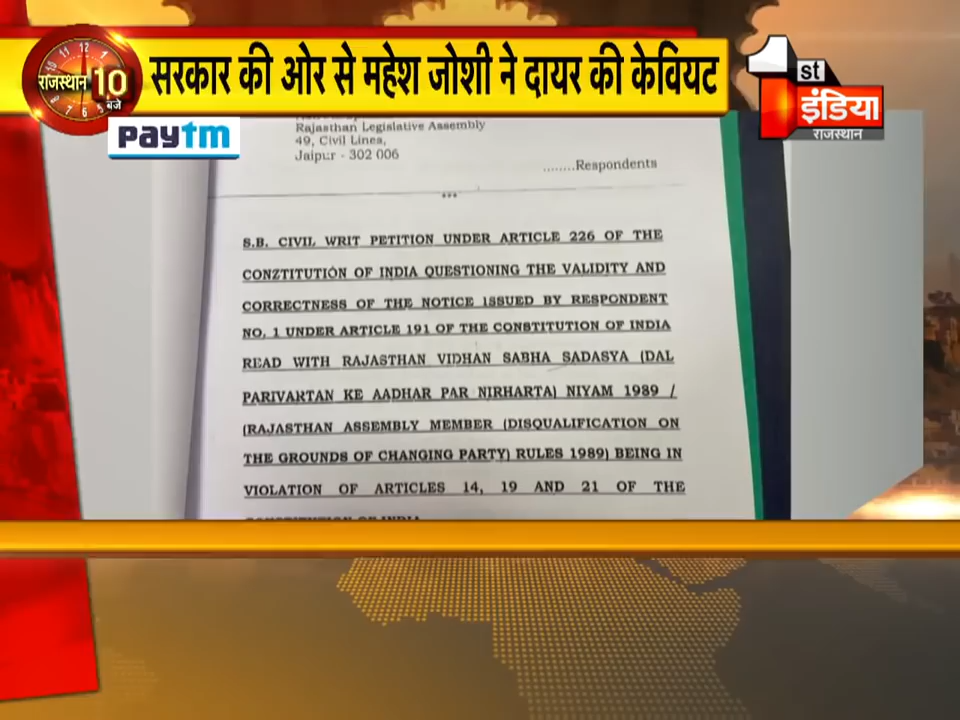 राजस्थान 10 बजे
सरकार की ओर से महेश जोशी ने दायर की केवियट
1st
इंडिया
राजस्थान
paytm
Rajasthan Legislative Assembly
49, Civil Lines,
Jaipur - 302 006
........Respondents
***
S.B. CIVIL WRIT PETITION UNDER ARTICLE 226 OF THE
CONZTITUTION OF INDIA QUESTIONING THE VALIDITY AND
CORRECTNESS OF THE NOTICE ISSUED BY RESPONDENT
NO. 1 UNDER ARTICLE 191 OF THE CONSTITUTION OF INDIA
READ WITH RAJASTHAN VIDHAN SABHA SADASYA (DAL
PARIVARTAN KE AADHAR PAR NIRHARTA) NIYAM 1989 /
(RAJASTHAN ASSEMBLY MEMBER (DISQUALIFICATION ON
THE GROUNDS OF CHANGING PARTY) RULES 1989) BEING IN
VIOLATION OF ARTICLES 14, 19 AND 21 OF THE
CONSTITUTION OF INDIA